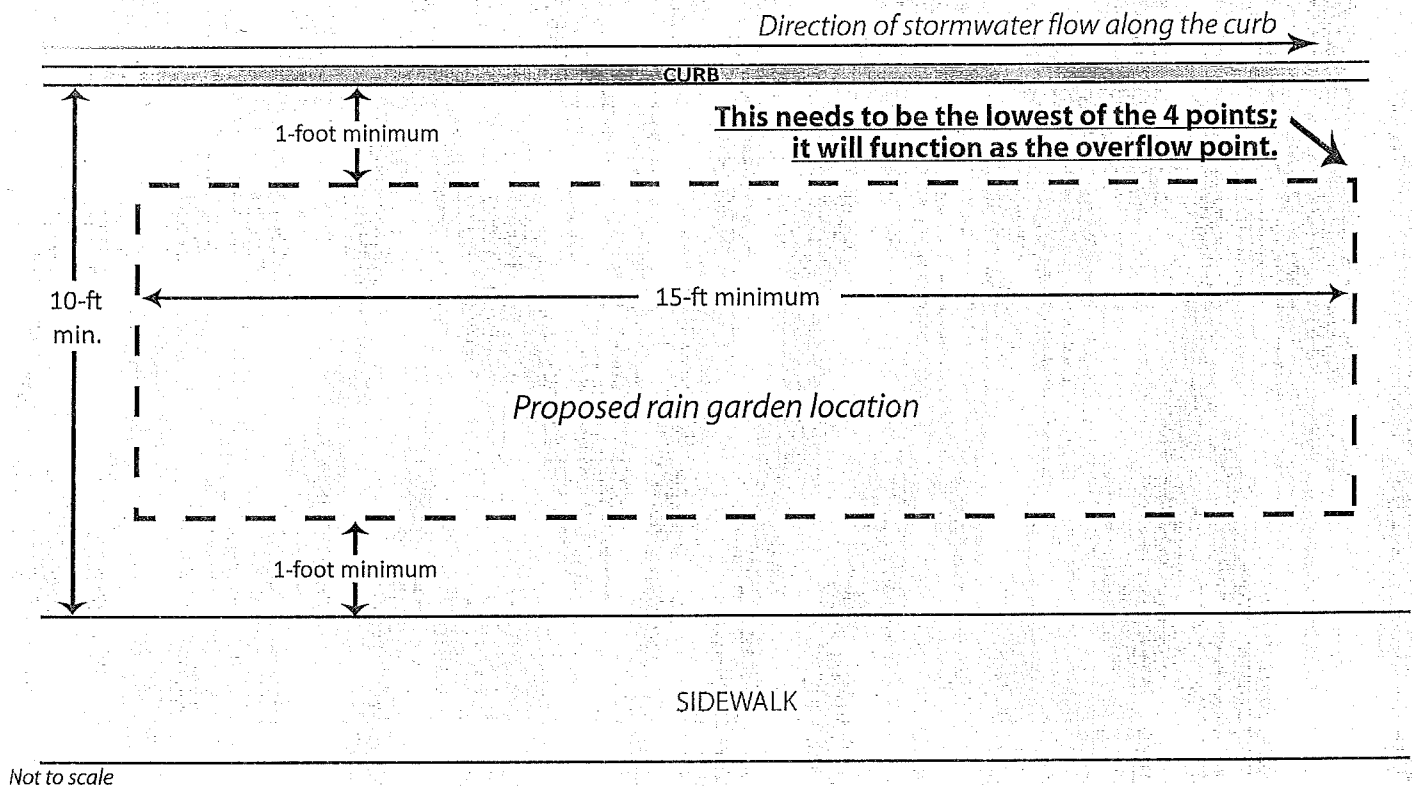 Direction of stormwater flow along the curb
CURB
1-foot minimum
This needs to be the lowest of the 4 points;
it will function as the overflow point.
10-ft
min.
15-ft minimum
Proposed rain garden location
1-foot minimum
SIDEWALK
Not to scale